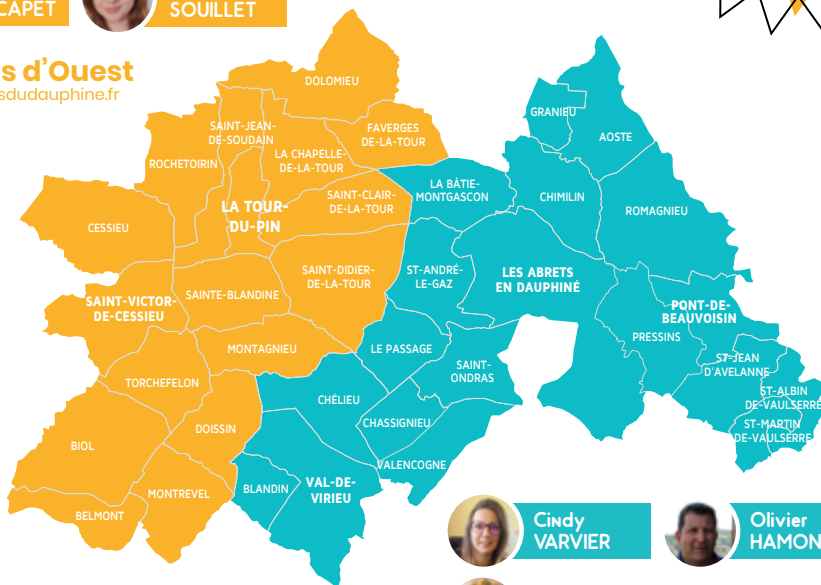 CAPET
SOUILLET
s d'Ouest
sdudauphine.fr
DOLOMIEU
GRANIEU
AOSTE
SAINT-JEAN-
DE-SOUDAIN
FAVERGES
DE-LA-TOUR
ROCHETOIRIN
LA CHAPELLE-
DE-LA-TOUR
LA BÂTIE-
MONTGASCON
CHIMILIN
ROMAGNIEU
SAINT-CLAIR-
DE-LA-TOUR
LA TOUR-
DU-PIN
CESSIEU
SAINT-DIDIER-
DE-LA-TOUR
ST-ANDRÉ-
LE-GAZ
LES ABRETS
EN DAUPHINÉ
SAINTE-BLANDINE
SAINT-VICTOR-
DE-CESSIEU
PONT-DE-
BEAUVOISIN
PRESSINS
MONTAGNIEU
LE PASSAGE
ST-JEAN
D'AVELANNE
SAINT-
ONDRAS
TORCHEFELON
CHÉLIEU
ST-ALBIN
DE-VAULSERRE
CHASSIGNIEU
DOISSIN
ST-MARTIN
DE-VAULSERRE
BIOL
VALENCOGNE
MONTREVEL
BLANDIN
VAL-DE-
VIRIEU
BELMONT
Cindy
VARVIER
Olivier
HAMON